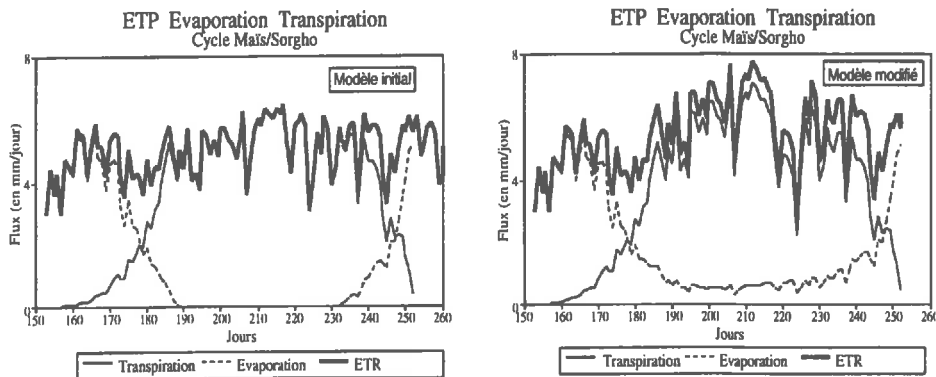 ETP Evaporation Transpiration
Cycle Maïs/Sorgho
Modèle initial
Flux (en mm/jour)
8
4
0
150 160 170 180 190 200 210 220 230 240 250 260
Jours
Transpiration Evaporation ETR
ETP Evaporation Transpiration
Cycle Maïs/Sorgho
Modèle modifié
Flux (en mm/jour)
8
4
0
150 160 170 180 190 200 210 220 230 240 250 260
Jours
Transpiration Evaporation ETR